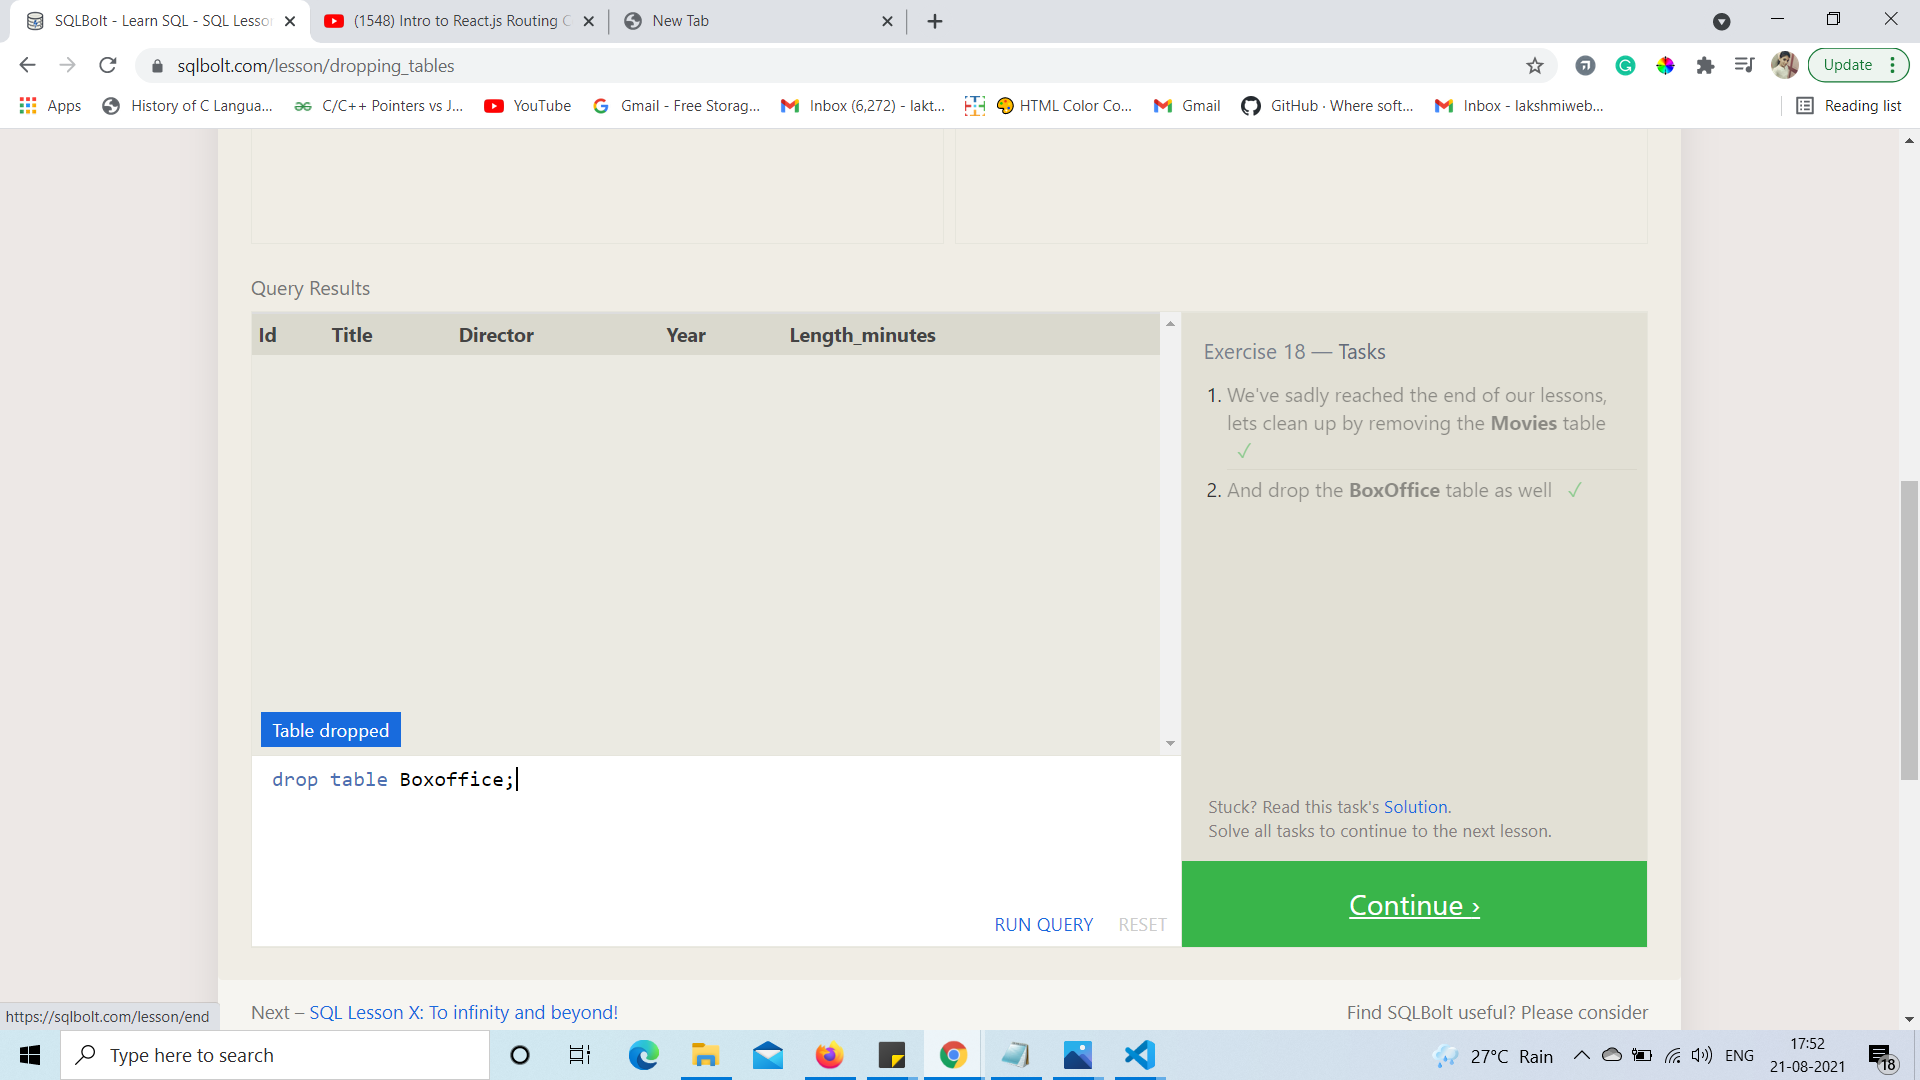 SQLBolt - Learn SQL - SQL Lesson
(1548) Intro to React.js Routing C
New Tab
sqlbolt.com/lesson/dropping_tables
Update
Apps
History of C Langua...
C/C++ Pointers vs J...
YouTube
Gmail - Free Storag...
Inbox (6,272) - lakt...
HTML Color Co...
Gmail
GitHub · Where soft...
Inbox - lakshmiweb...
Reading list
Query Results
Id Title Director Year Length_minutes
Table dropped
drop table Boxoffice;
RUN QUERY RESET
Exercise 18 — Tasks
1. We've sadly reached the end of our lessons,
lets clean up by removing the Movies table
✓
2. And drop the BoxOffice table as well ✓
Stuck? Read this task's Solution.
Solve all tasks to continue to the next lesson.
Continue ›
Next – SQL Lesson X: To infinity and beyond!
Find SQLBolt useful? Please consider
https://sqlbolt.com/lesson/end
Type here to search
27°C Rain
ENG
17:52
21-08-2021
18